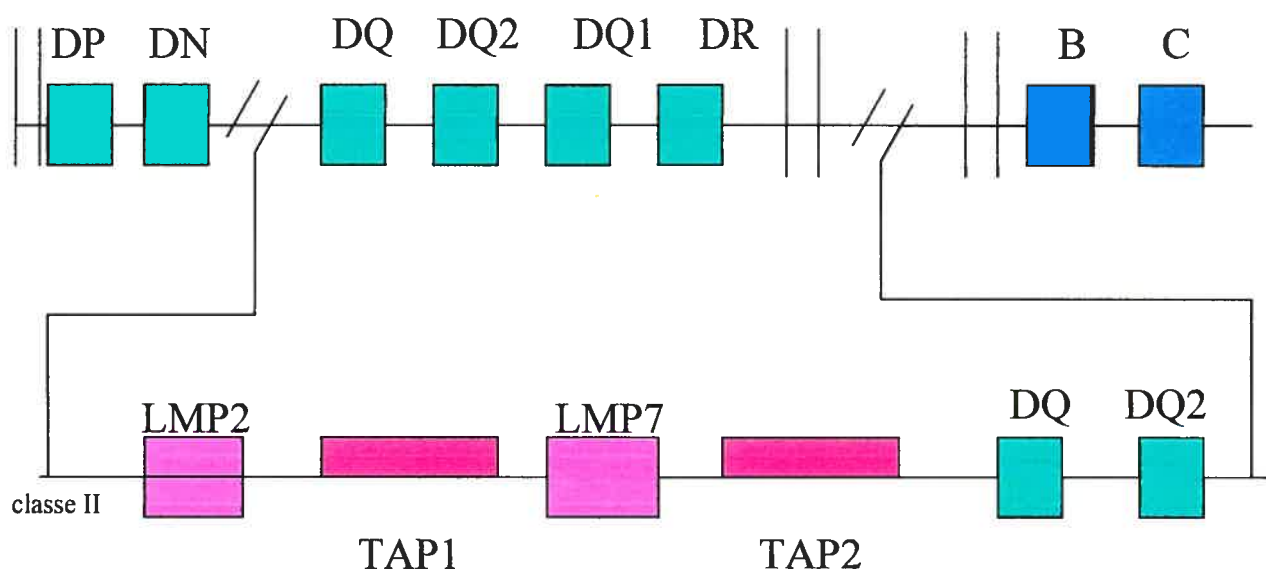 DP DN DQ DQ2 DQ1 DR B C
LMP2 LMP7 DQ DQ2
classe II
TAP1 TAP2